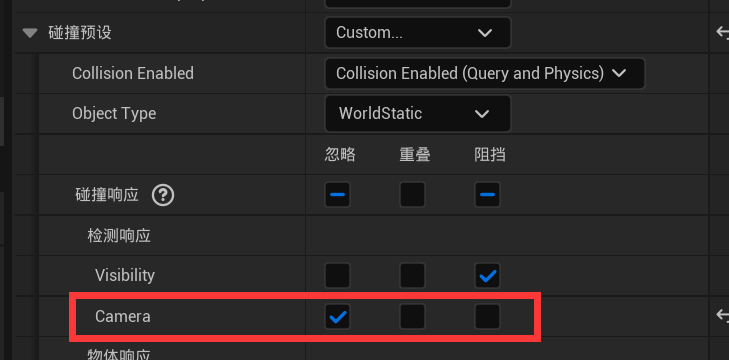 碰撞预设 Custom...
Collision Enabled Collision Enabled (Query and Physics)
Object Type WorldStatic
忽略 重叠 阻挡
碰撞响应 ?
检测响应
Visibility
Camera
物体响应